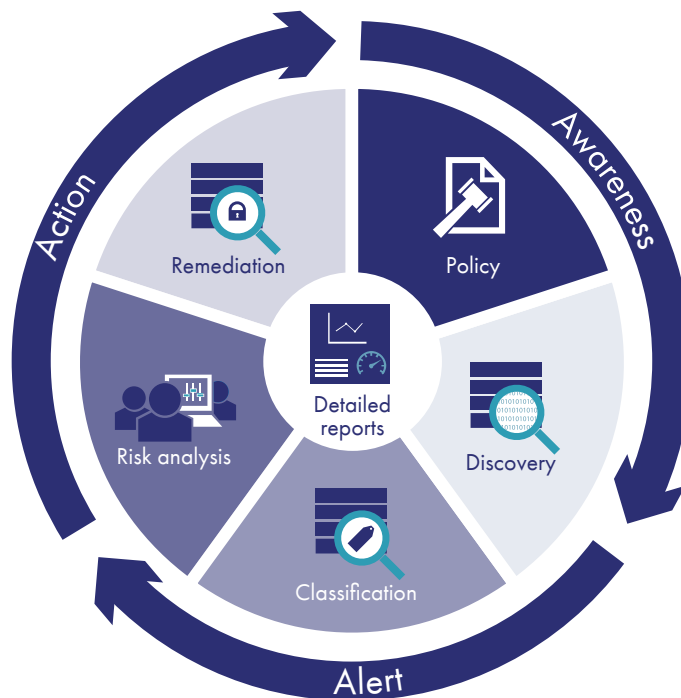 Action
Awareness
Remediation
Policy
Detailed
reports
Risk analysis
Discovery
Classification
Alert